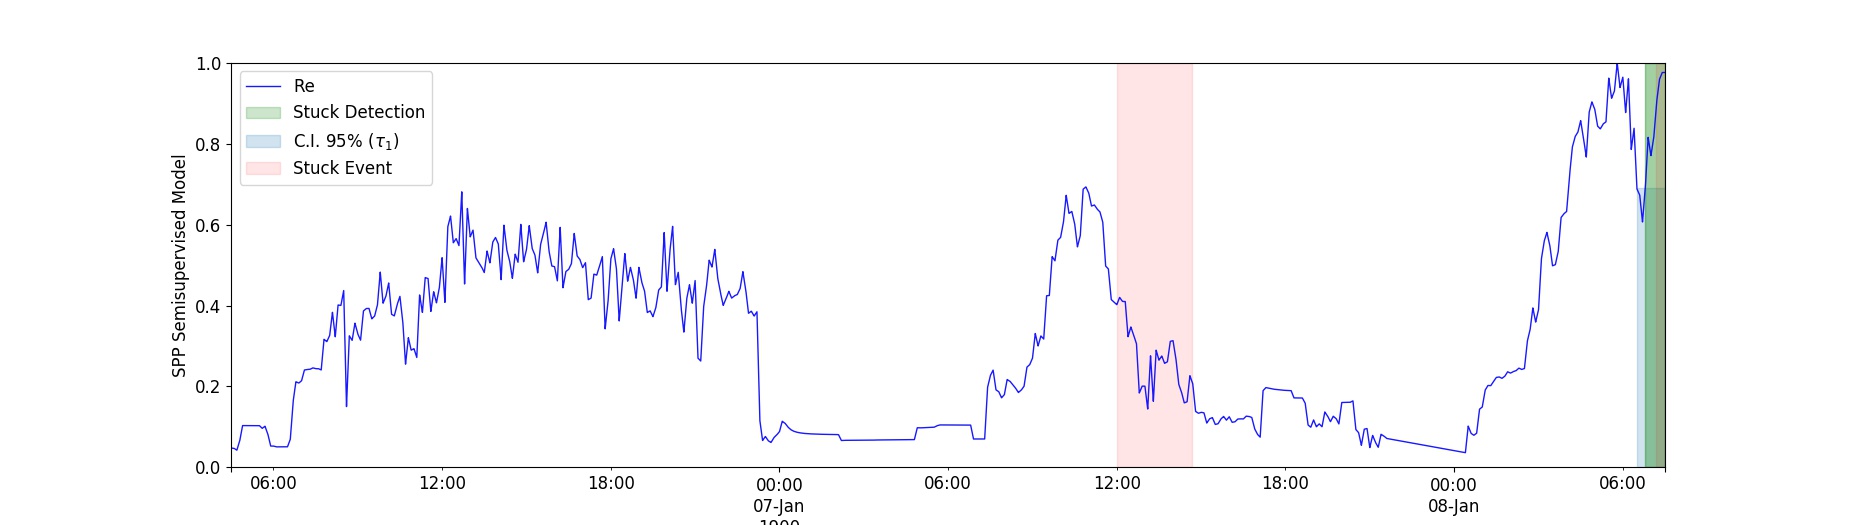 1.0
0.8
0.6
0.4
0.2
0.0
SPP Semisupervised Model
Re
Stuck Detection
C.I. 95% (τ₁)
Stuck Event
06:00 12:00 18:00 00:00 06:00 12:00 18:00 00:00 06:00
07-Jan 08-Jan
1900